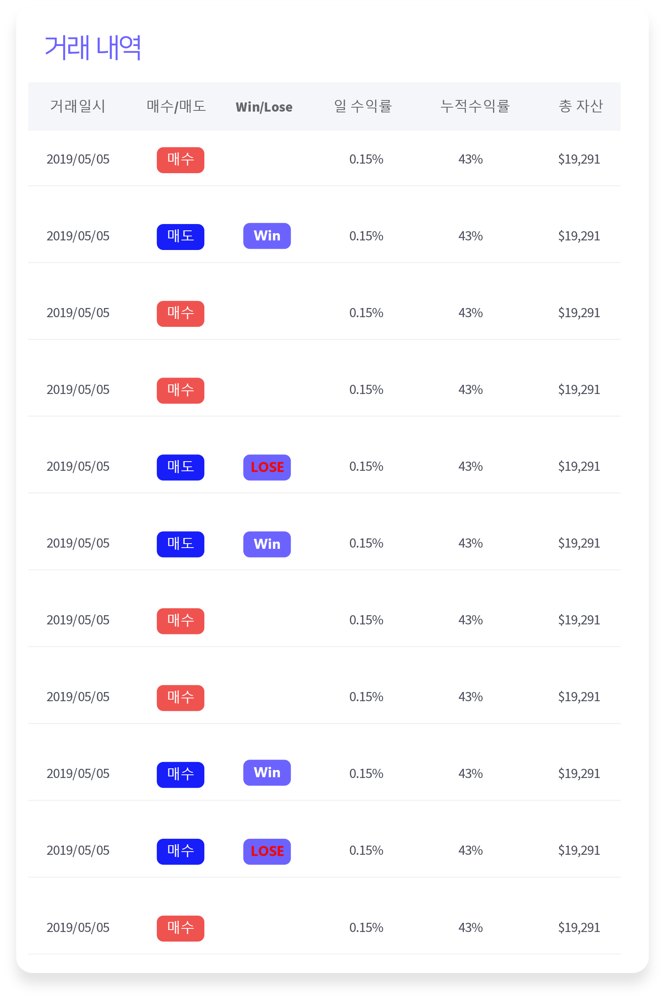 거래 내역
거래일시 매수/매도 Win/Lose 일 수익률 누적수익률 총 자산
2019/05/05 매수 0.15% 43% $19,291
2019/05/05 매도 Win 0.15% 43% $19,291
2019/05/05 매수 0.15% 43% $19,291
2019/05/05 매수 0.15% 43% $19,291
2019/05/05 매도 LOSE 0.15% 43% $19,291
2019/05/05 매도 Win 0.15% 43% $19,291
2019/05/05 매수 0.15% 43% $19,291
2019/05/05 매수 0.15% 43% $19,291
2019/05/05 매수 Win 0.15% 43% $19,291
2019/05/05 매수 LOSE 0.15% 43% $19,291
2019/05/05 매수 0.15% 43% $19,291